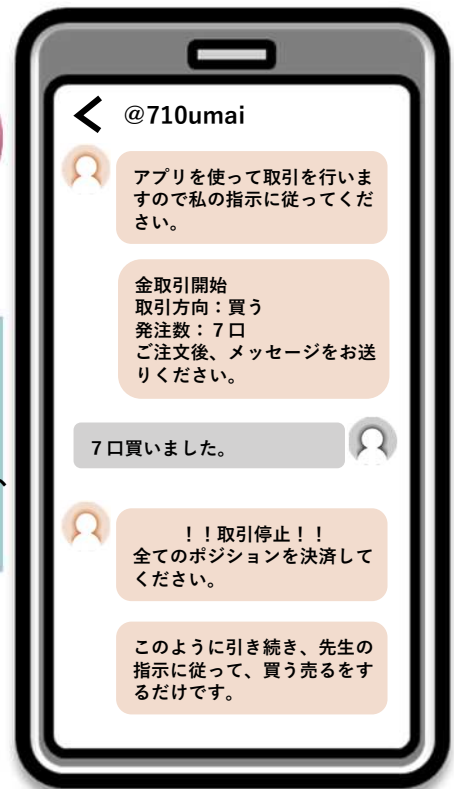 @710umai
アプリを使って取引を行いま
すので私の指示に従ってくだ
さい。
金取引開始
取引方向：買う
発注数：７口
ご注文後、メッセージをお送
りください。
７口買いました。
！！取引停止！！
全てのポジションを決済して
ください。
このように引き続き、先生の
指示に従って、買う売るをす
るだけです。
、